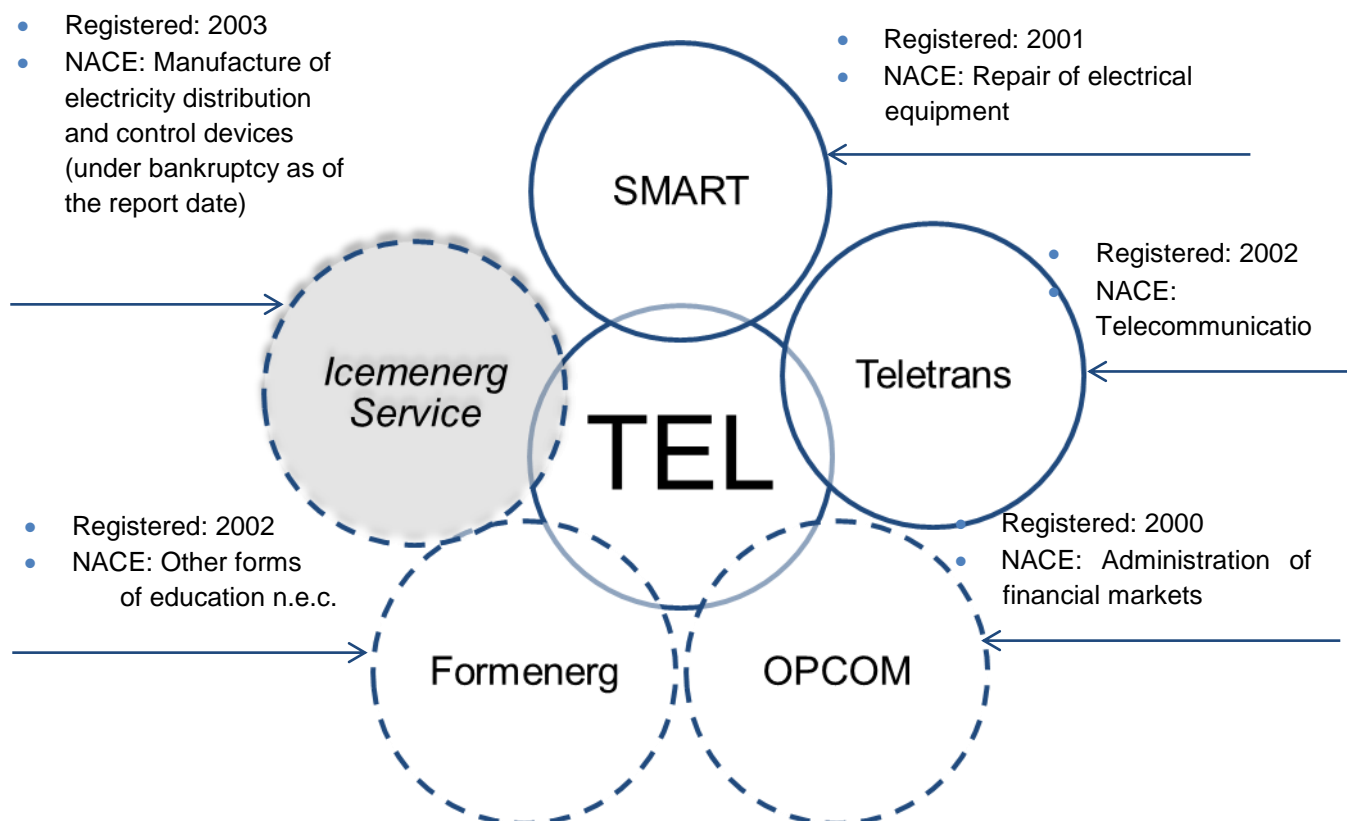 • Registered: 2003
• NACE: Manufacture of
electricity distribution
and control devices
(under bankruptcy as of
the report date)
• Registered: 2001
• NACE: Repair of electrical
equipment
SMART
• Registered: 2002
• NACE:
Telecommunicatio
Icemenerg
Service
Teletrans
TEL
• Registered: 2002
• NACE: Other forms
of education n.e.c.
• Registered: 2000
• NACE: Administration of
financial markets
Formenerg
OPCOM